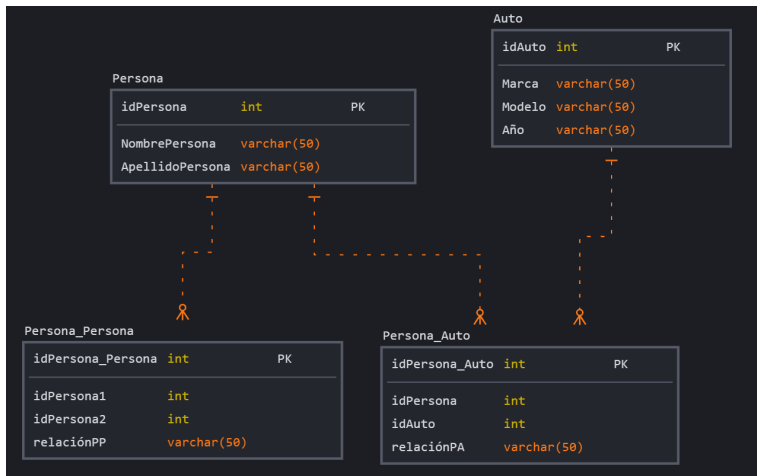 Auto
idAuto int PK
Marca varchar(50)
Modelo varchar(50)
Año varchar(50)
Persona
idPersona int PK
NombrePersona varchar(50)
ApellidoPersona varchar(50)
Persona_Persona
idPersona_Persona int PK
idPersona1 int
idPersona2 int
relaciónPP varchar(50)
Persona_Auto
idPersona_Auto int PK
idPersona int
idAuto int
relaciónPA varchar(50)